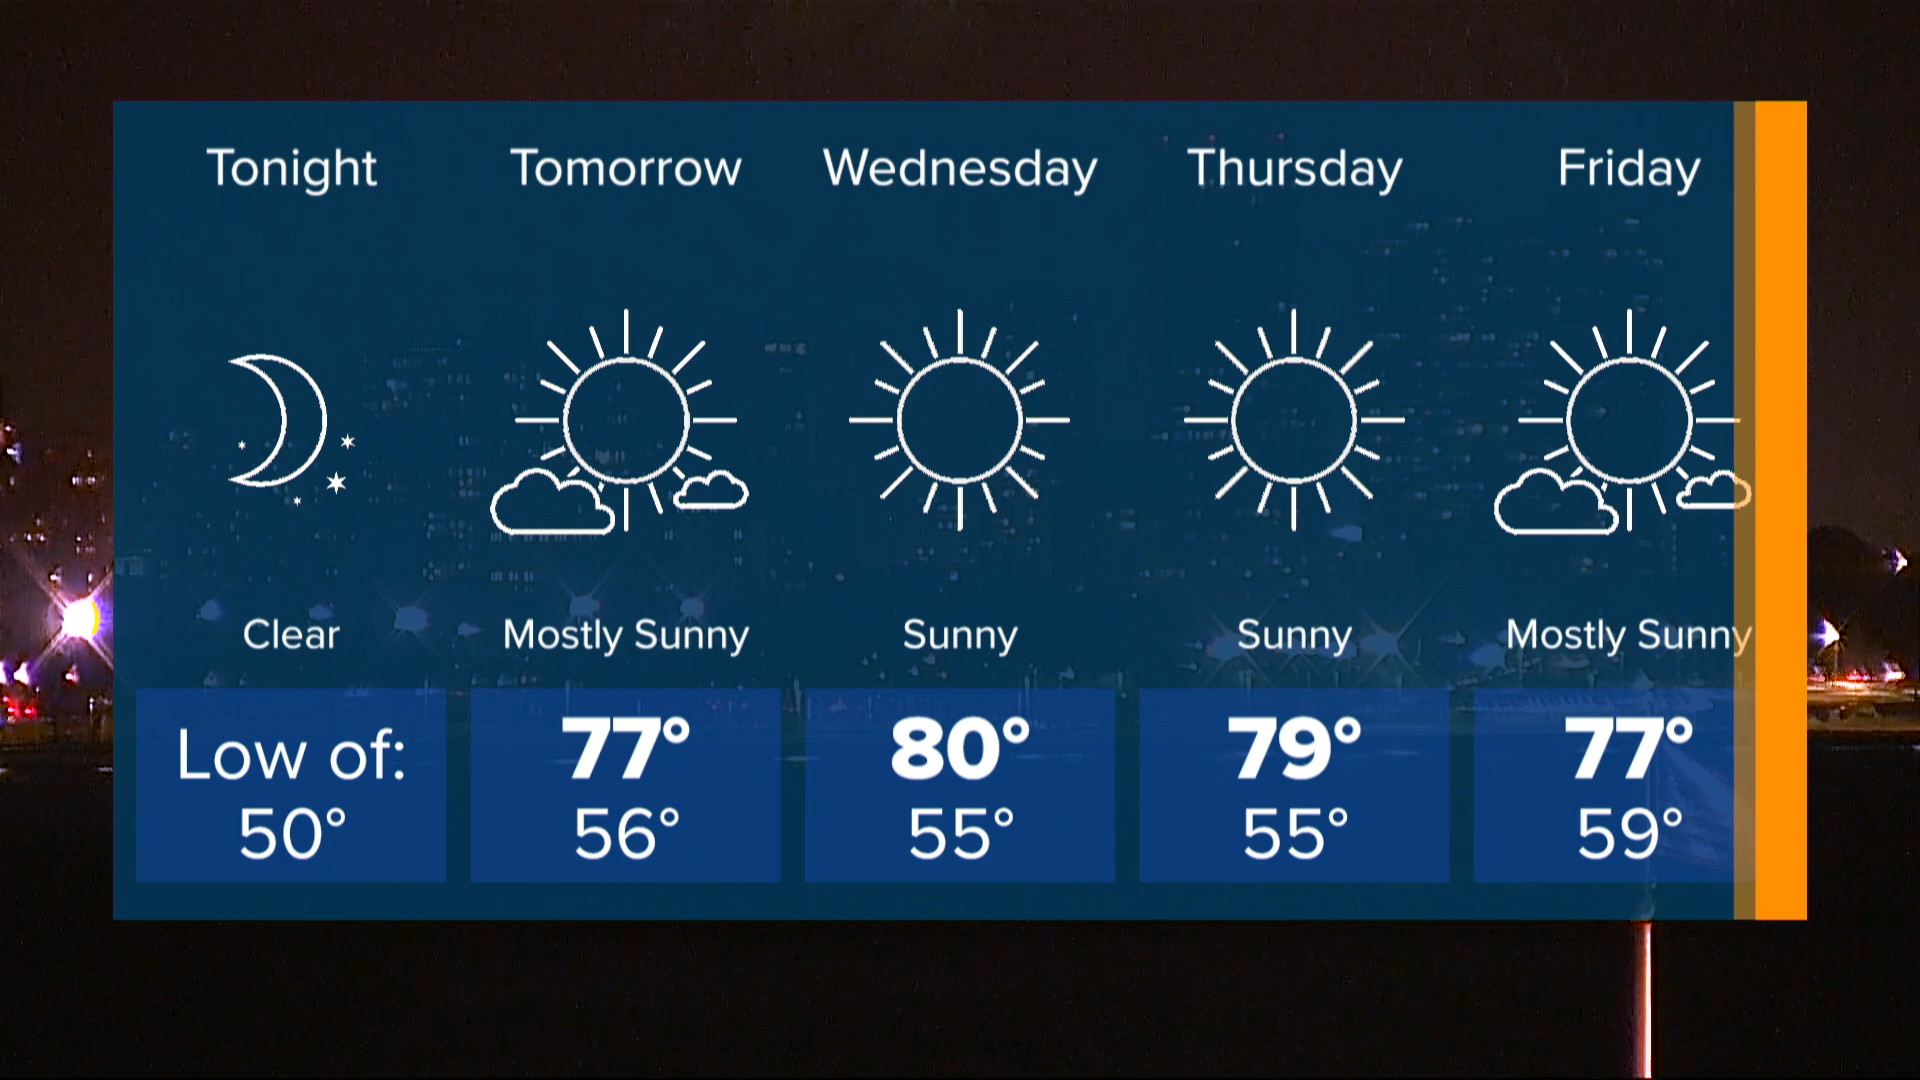 Tonight
Tomorrow
Wednesday
Thursday
Friday
Clear
Mostly Sunny
Sunny
Sunny
Mostly Sunny
Low of:
50°
77°
56°
80°
55°
79°
55°
77°
59°